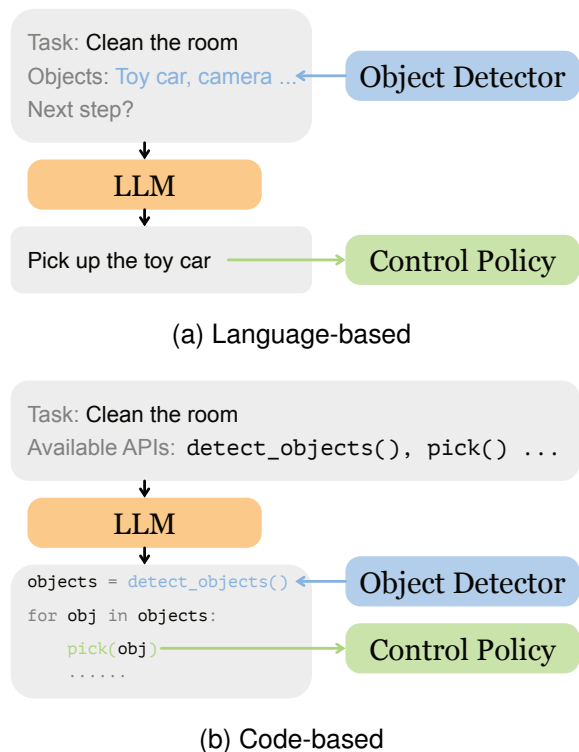 Task: Clean the room
Objects: Toy car, camera ...
Object Detector
Next step?
LLM
Pick up the toy car
Control Policy
(a) Language-based
Task: Clean the room
Available APIs: detect_objects(), pick() ...
LLM
objects = detect_objects()
Object Detector
for obj in objects:
pick(obj)
Control Policy
......
(b) Code-based